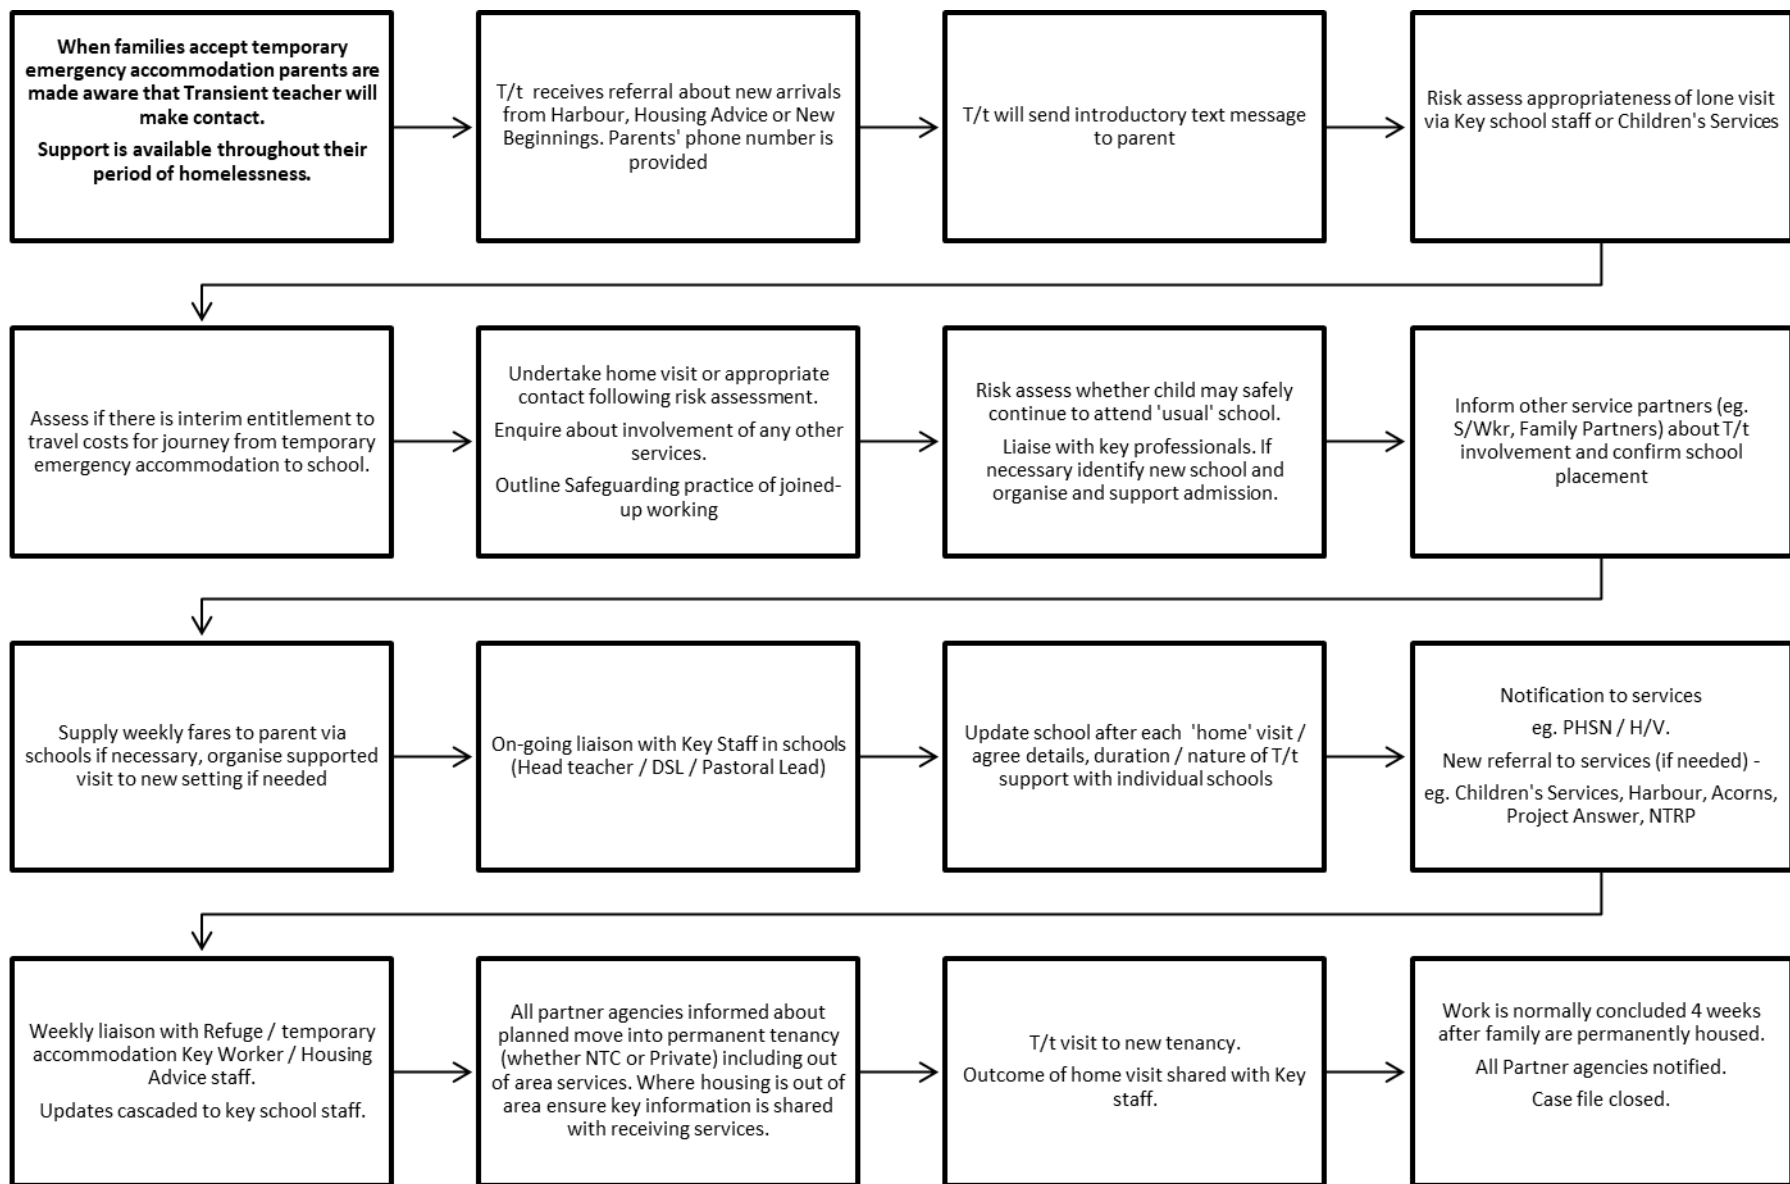 When families accept temporary
emergency accommodation parents are
made aware that Transient teacher will
make contact.
Support is available throughout their
period of homelessness.
T/t receives referral about new arrivals
from Harbour, Housing Advice or New
Beginnings. Parents' phone number is
provided
T/t will send introductory text message
to parent
Risk assess appropriateness of lone visit
via Key school staff or Children's Services
Assess if there is interim entitlement to
travel costs for journey from temporary
emergency accommodation to school.
Undertake home visit or appropriate
contact following risk assessment.
Enquire about involvement of any other
services.
Outline Safeguarding practice of joined-
up working
Risk assess whether child may safely
continue to attend 'usual' school.
Liaise with key professionals. If
necessary identify new school and
organise and support admission.
Inform other service partners (eg.
S/Wkr, Family Partners) about T/t
involvement and confirm school
placement
Supply weekly fares to parent via
schools if necessary, organise supported
visit to new setting if needed
On-going liaison with Key Staff in schools
(Head teacher / DSL / Pastoral Lead)
Update school after each 'home' visit /
agree details, duration / nature of T/t
support with individual schools
Notification to services
eg. PHSN / H/V.
New referral to services (if needed) -
eg. Children's Services, Harbour, Acorns,
Project Answer, NTRP
Weekly liaison with Refuge / temporary
accommodation Key Worker / Housing
Advice staff.
Updates cascaded to key school staff.
All partner agencies informed about
planned move into permanent tenancy
(whether NTC or Private) including out
of area services. Where housing is out of
area ensure key information is shared
with receiving services.
T/t visit to new tenancy.
Outcome of home visit shared with Key
staff.
Work is normally concluded 4 weeks
after family are permanently housed.
All Partner agencies notified.
Case file closed.